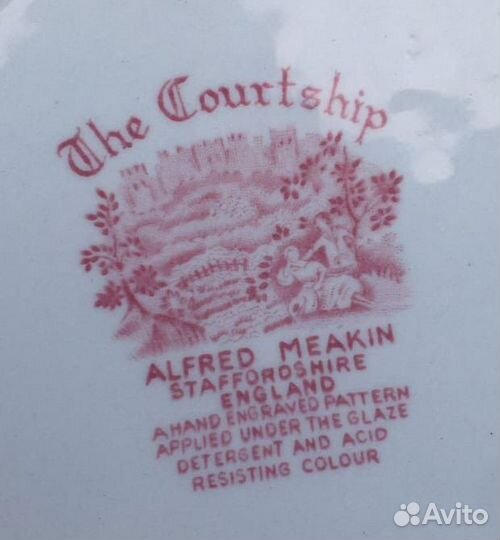 The Courtship
ALFRED MEAKIN
STAFFORDSHIRE
ENGLAND
A HAND ENGRAVED PATTERN
APPLIED UNDER THE GLAZE
DETERGENT AND ACID
RESISTING COLOUR
Avito